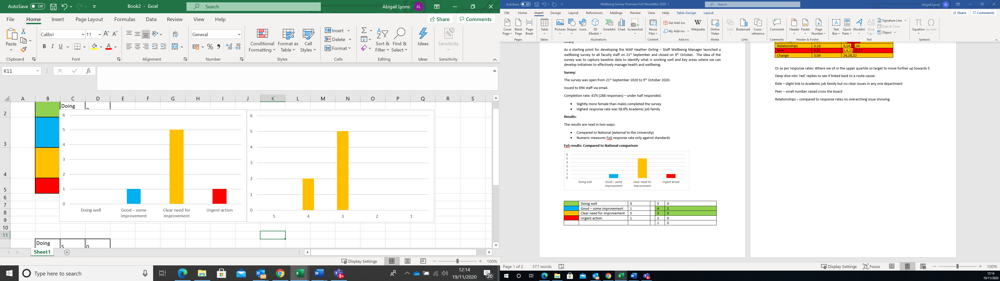 AutoSave Off Book2 - Excel Search Abigail Lyons AL
File Home Insert Page Layout Formulas Data Review View Help Share Comments
Paste Calibri 11 General Conditional Formatting Format as Table Cell Styles Insert Delete Format Sort & Filter Find & Select Ideas Sensitivity
Clipboard Font Alignment Number Styles Cells Editing Ideas Sensitivity
K11 fx
A B C D E F G H I J K L M N O P Q R S
2 Doing
3
4
5
6
7
8
9
10
11
6
5
4
3
2
1
0
Doing well Good – some improvement Clear need for improvement Urgent action
6
5
4
3
2
1
0
5 4 3 2 1
Doing 5 0
Sheet1
Display Settings 100%
Type here to search 9+ 12:14 19/11/2020 20
AutoSave Off Wellbeing Survey Overview FoS Newsletter 2020 Search Abigail Lyons AL
File Home Insert Design Layout References Mailings Review View Help Table Design Layout Share Comments
Cover Page Blank Page Page Break Table Pictures Shapes Icons 3D Models SmartArt Chart Screenshot Reuse Files Get Add-ins My Add-ins Wikipedia Online Video Link Bookmark Cross-reference Comment Header Footer Page Number Text Box Quick Parts WordArt Drop Cap Signature Line Date & Time Object Equation Symbol
Pages Tables Illustrations Content Add-ins Media Links Comments Header & Footer Text Symbols
locally
As a starting point for developing the WAP Heather Girling – Staff Wellbeing Manager launched a
wellbeing survey to all faculty staff on 21st September and closed on 9th October. The idea of the
survey was to capture baseline data to identify what is working well and key areas where we can
develop initiatives to effectively manage health and wellbeing.
Survey:
The survey was open from 21st September 2020 to 9th October 2020.
Issued to 694 staff via email.
Completion rate: 41% (288 responses) – under half responded.
• Slightly more female than males completed the survey
• Highest response rate was 58.6% Academic job family
Results:
The results are read in two ways:
• Compared to National (external to the University)
• Numeric measures FoS response rate only against standards
FoS results: Compared to National comparison
6
5
4
3
2
1
0
Doing well Good – some improvement Clear need for improvement Urgent action
Doing well 0 5 0
Good – some improvement 1 4 2
Clear need for improvement 5 3 5
Urgent action 1 2 0
1 0
Relationships 4.16 5,14,21,34
Role 4.05 1,4,11,13,17
Change 3.09 26,28,32
Or as per response rates: Where we sit in the upper quartile so target to move further up towards 5
Deep dive into ‘red’ replies to see if linked back to a route cause:
Role – slight link to Academic job family but no clear issues in any one department
Peer – small number raised cross the board
Relationships – compared to response rates no overarching issue showing
Page 1 of 2 377 words Display Settings Focus 100%
9+ 12:14 19/11/2020